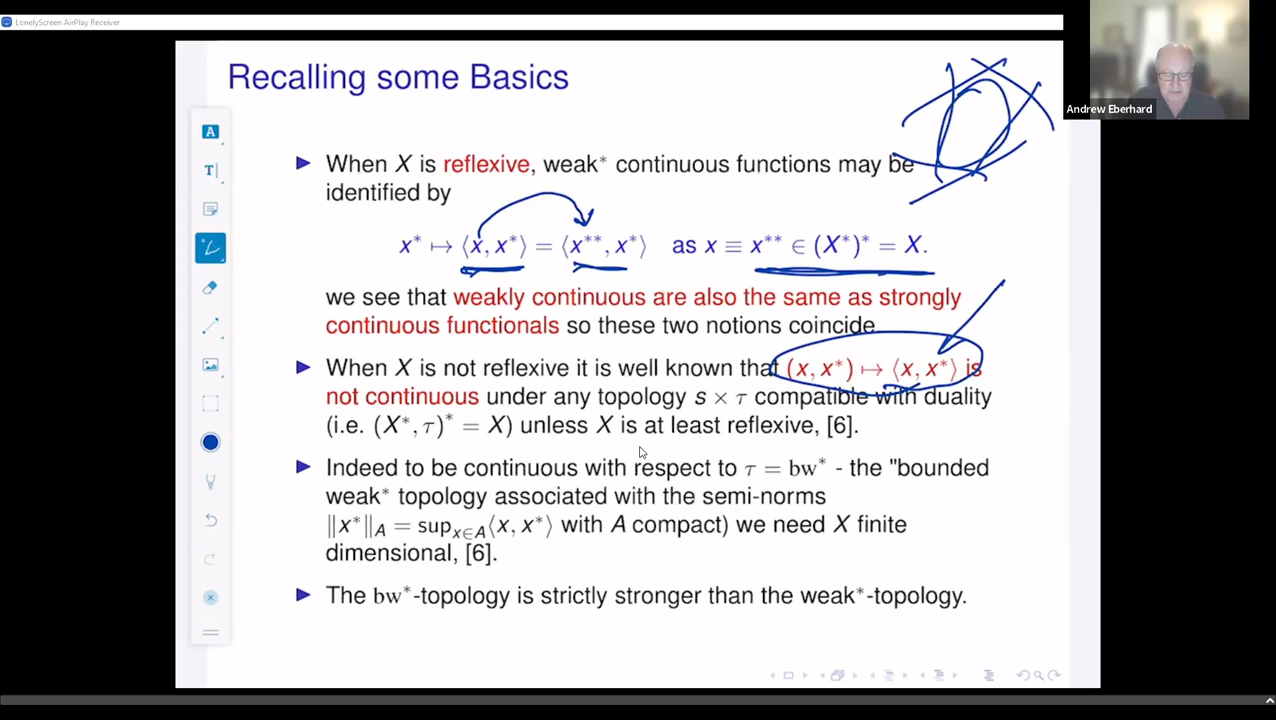 LonelyScreen AirPlay Receiver
Andrew Eberhard
Recalling some Basics
▶ When X is reflexive, weak* continuous functions may be
identified by
x* ↦ ⟨x, x*⟩ = ⟨x**, x*⟩ as x ≡ x** ∈ (X*)* = X.
we see that weakly continuous are also the same as strongly
continuous functionals so these two notions coincide.
▶ When X is not reflexive it is well known that (x, x*) ↦ ⟨x, x*⟩ is
not continuous under any topology s × τ compatible with duality
(i.e. (X*, τ)* = X) unless X is at least reflexive, [6].
▶ Indeed to be continuous with respect to τ = bw* - the "bounded
weak* topology associated with the semi-norms
‖x*‖_A = sup_{x∈A}⟨x, x*⟩ with A compact) we need X finite
dimensional, [6].
▶ The bw*-topology is strictly stronger than the weak*-topology.